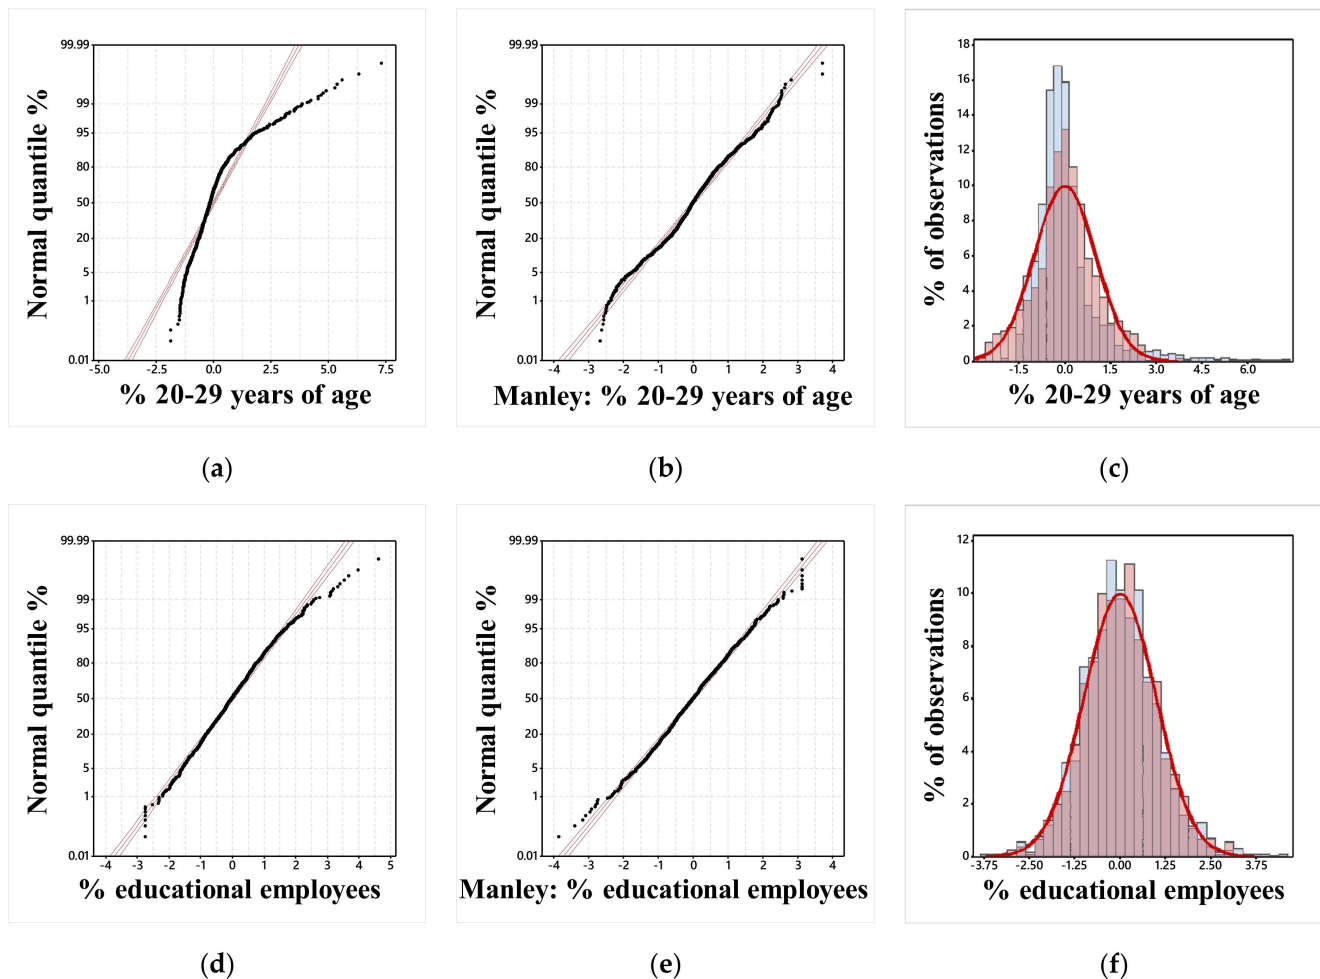 99.99
99
95
80
50
20
5
1
0.01
-5.0 -2.5 0.0 2.5 5.0 7.5
Normal quantile %
% 20-29 years of age
(a)
99.99
99
95
80
50
20
5
1
0.01
-4 -3 -2 -1 0 1 2 3 4
Normal quantile %
Manley: % 20-29 years of age
(b)
18
16
14
12
10
8
6
4
2
0
-1.5 0.0 1.5 3.0 4.5 6.0
% of observations
% 20-29 years of age
(c)
99.99
99
95
80
50
20
5
1
0.01
-4 -3 -2 -1 0 1 2 3 4 5
Normal quantile %
% educational employees
(d)
99.99
99
95
80
50
20
5
1
0.01
-4 -3 -2 -1 0 1 2 3 4
Normal quantile %
Manley: % educational employees
(e)
12
10
8
6
4
2
0
-3.75 -2.50 -1.25 0.00 1.25 2.50 3.75
% of observations
% educational employees
(f)